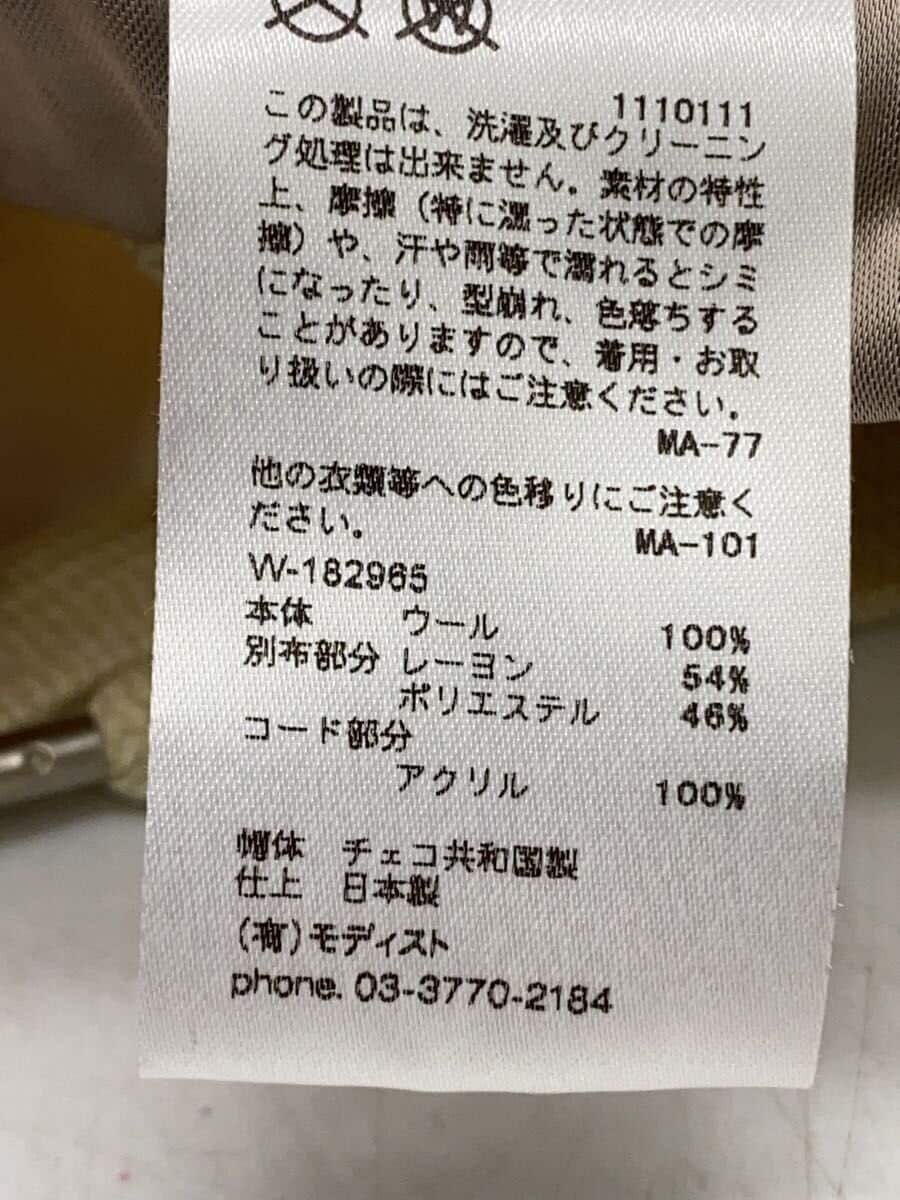 1110111
この製品は、洗濯及びクリーニン
グ処理は出来ません。素材の特性
上、摩擦（特に濕った状態での摩
擦）や、汗や雨等で濡れるとシミ
になったり、型崩れ、色落ちする
ことがありますので、着用・お取
り扱いの際にはご注意ください。
MA-77
他の衣類等への色移りにご注意く
ださい。
MA-101
W-182965
本体 ウール 100%
別布部分 レーヨン 54%
ポリエステル 46%
コード部分
アクリル 100%
帽体 チェコ共和国製
仕上 日本製
(有)モディスト
phone. 03-3770-2184